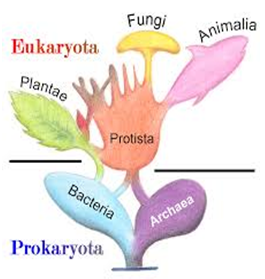 Fungi
Animalia
Eukaryota
Plantae
Protista
Bacteria
Archaea
Prokaryota